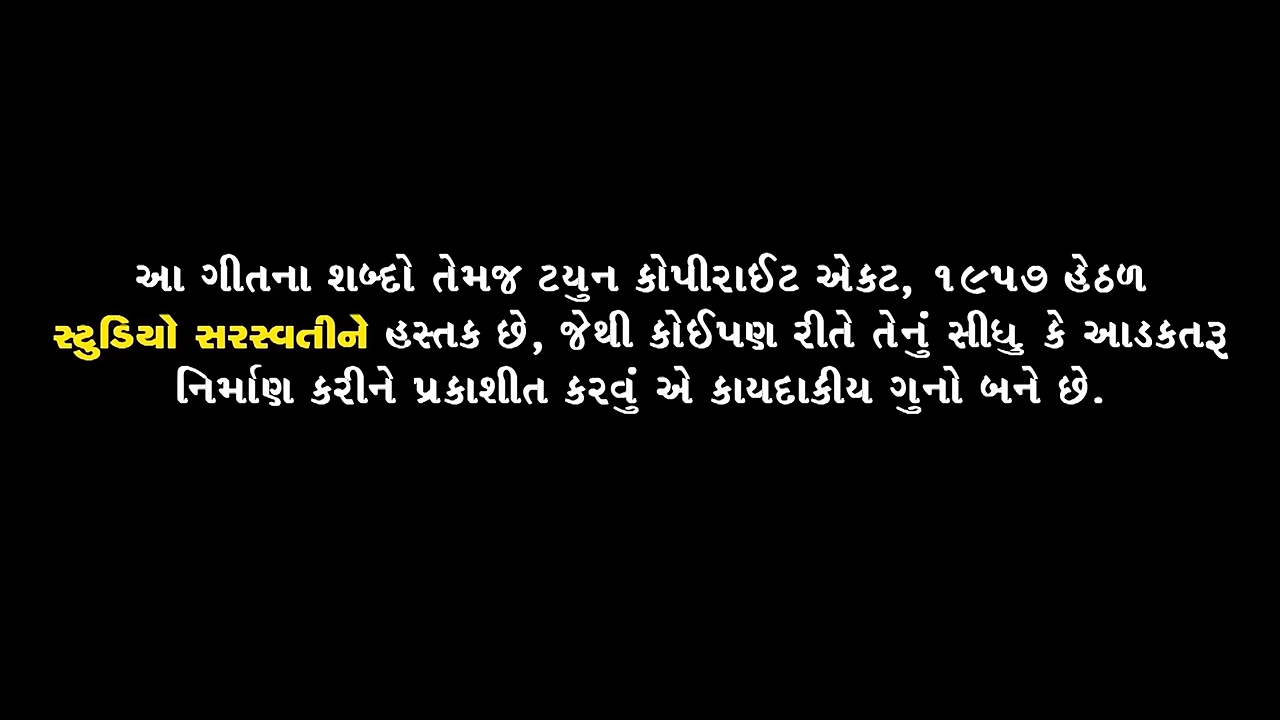 આ ગીતના શબ્દો તેમજ ટયુન કોપીરાઈટ એકટ, ૧૯૫૭ હેઠળ
સ્ટુડિયો સરસ્વતીને હસ્તક છે, જેથી કોઈપણ રીતે તેનું સીધુ કે આડકતરૂ
નિર્માણ કરીને પ્રકાશીત કરવું એ કાયદાકીય ગુનો બને છે.